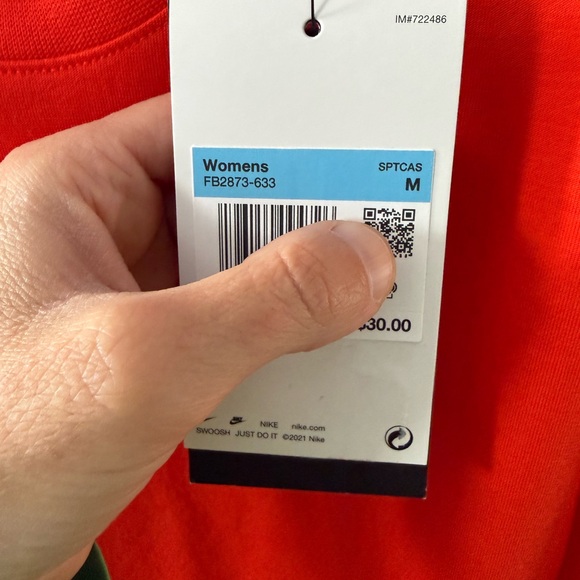 IM#722486
Womens SPTCAS
FB2873-633 M
$30.00
NIKE nike.com
SWOOSH JUST DO IT ©2021 Nike